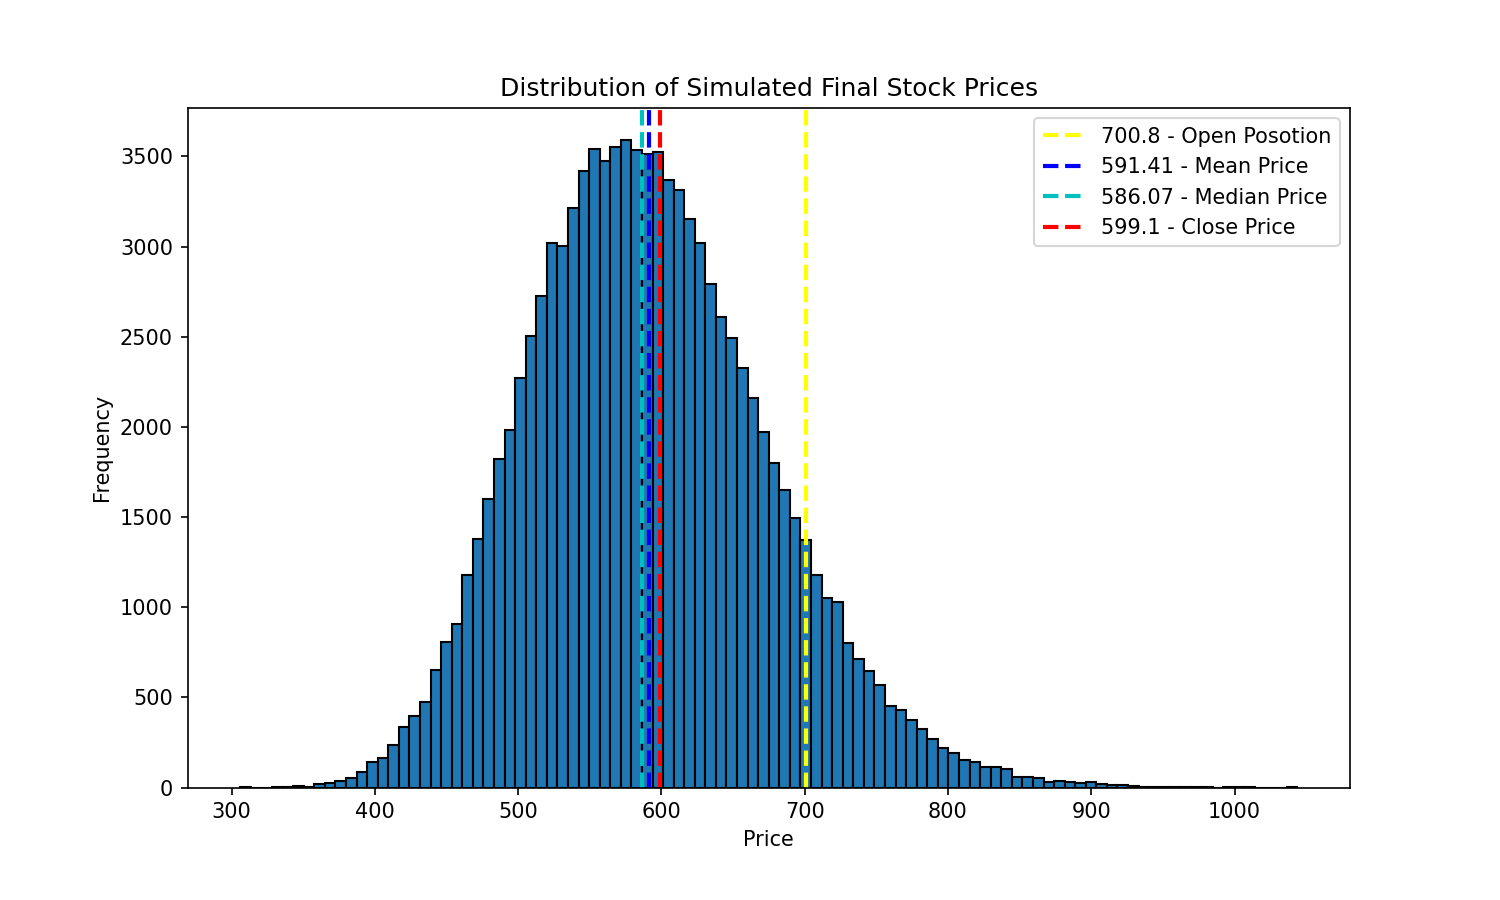 Distribution of Simulated Final Stock Prices
700.8 - Open Posotion
591.41 - Mean Price
586.07 - Median Price
599.1 - Close Price
3500
3000
2500
2000
1500
1000
500
0
Frequency
300 400 500 600 700 800 900 1000
Price